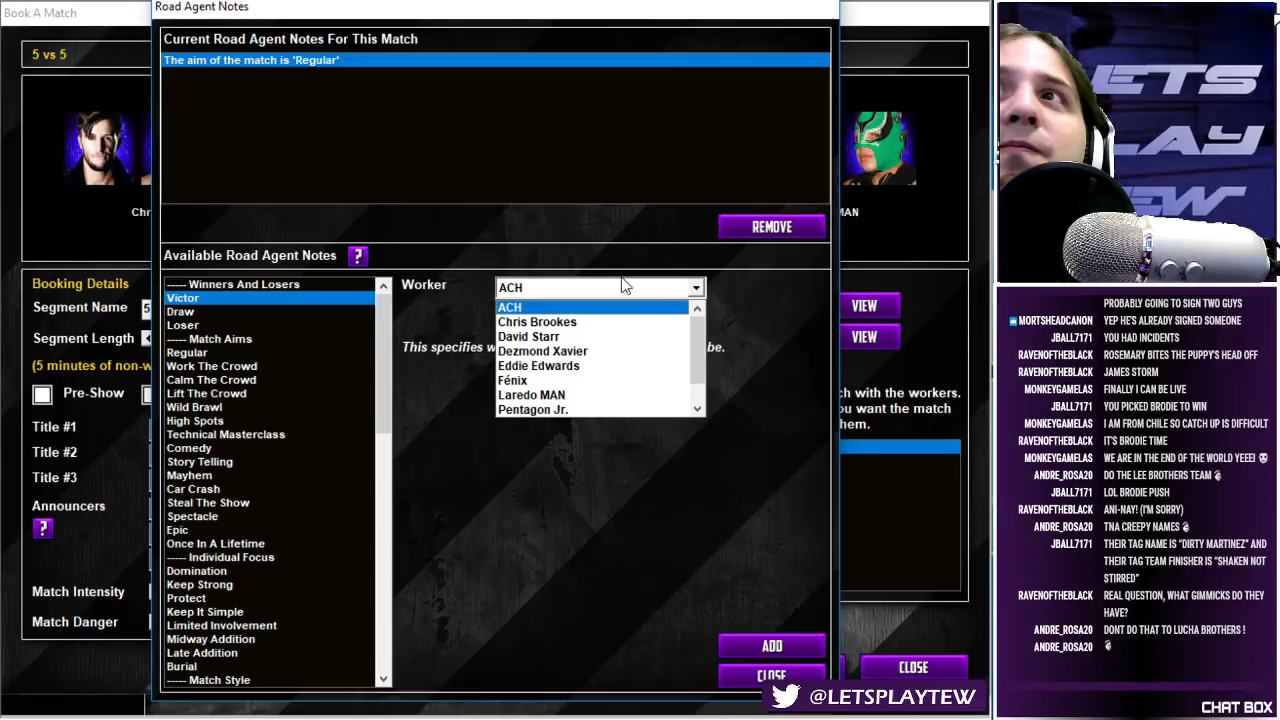 Book A Match
Road Agent Notes
5 vs 5
Current Road Agent Notes For This Match
The aim of the match is 'Regular'
Chr
MAN
REMOVE
Available Road Agent Notes ?
Booking Details
Segment Name 5
Segment Length
(5 minutes of non-w
Pre-Show
Title #1
Title #2
Title #3
Announcers
?
Match Intensity
Match Danger
----- Winners And Losers
Victor
Draw
Loser
----- Match Aims
Regular
Work The Crowd
Calm The Crowd
Lift The Crowd
Wild Brawl
High Spots
Technical Masterclass
Comedy
Story Telling
Mayhem
Car Crash
Steal The Show
Spectacle
Epic
Once In A Lifetime
----- Individual Focus
Domination
Keep Strong
Protect
Keep It Simple
Limited Involvement
Midway Addition
Late Addition
Burial
----- Match Style
Worker
ACH
ACH
Chris Brookes
David Starr
Dezmond Xavier
Eddie Edwards
Fénix
Laredo MAN
Pentagon Jr.
This specifies w
be.
VIEW
VIEW
ch with the workers.
ou want the match
hem.
ADD
CLOSE
CLOSE
@LETSPLAYTEW
LETS
PLAY
TEW
PROBABLY GOING TO SIGN TWO GUYS
MORTSHEADCANON YEP HE'S ALREADY SIGNED SOMEONE
JBALL7171 YOU HAD INCIDENTS
RAVENOFTHEBLACK ROSEMARY BITES THE PUPPY'S HEAD OFF
RAVENOFTHEBLACK JAMES STORM
MONKEYGAMELAS FINALLY I CAN BE LIVE
JBALL7171 YOU PICKED BRODIE TO WIN
MONKEYGAMELAS I AM FROM CHILE SO CATCH UP IS DIFFICULT
RAVENOFTHEBLACK IT'S BRODIE TIME
MONKEYGAMELAS WE ARE IN THE END OF THE WORLD YEEE!
ANDRE_ROSA20 DO THE LEE BROTHERS TEAM
JBALL7171 LOL BRODIE PUSH
RAVENOFTHEBLACK ANI-NAY! (I'M SORRY)
ANDRE_ROSA20 TNA CREEPY NAMES
JBALL7171 THEIR TAG NAME IS "DIRTY MARTINEZ" AND
THEIR TAG TEAM FINISHER IS "SHAKEN NOT
STIRRED"
RAVENOFTHEBLACK REAL QUESTION, WHAT GIMMICKS DO THEY
HAVE?
ANDRE_ROSA20 DONT DO THAT TO LUCHA BROTHERS !
ANDRE_ROSA20
CHAT BOX